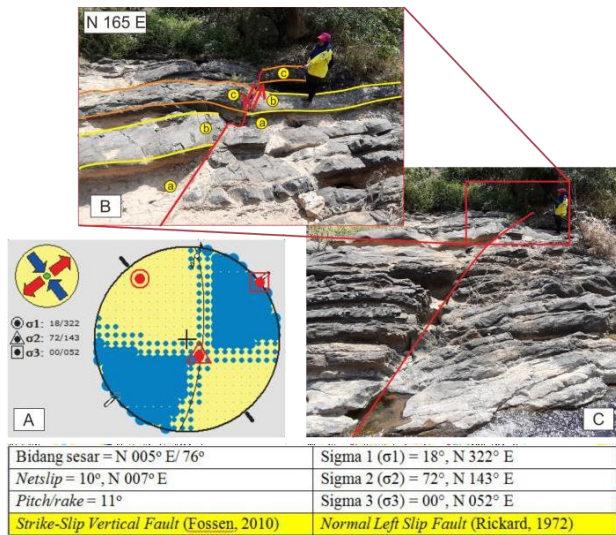 N 165 E
c
c
b
b
a
a
B
σ1: 18/322
σ2: 72/143
σ3: 00/052
A
C
Bidang sesar = N 005° E/ 76°
Sigma 1 (σ1) = 18°, N 322° E
Netslip = 10°, N 007° E
Sigma 2 (σ2) = 72°, N 143° E
Pitch/rake = 11°
Sigma 3 (σ3) = 00°, N 052° E
Strike-Slip Vertical Fault (Fossen, 2010)
Normal Left Slip Fault (Rickard, 1972)